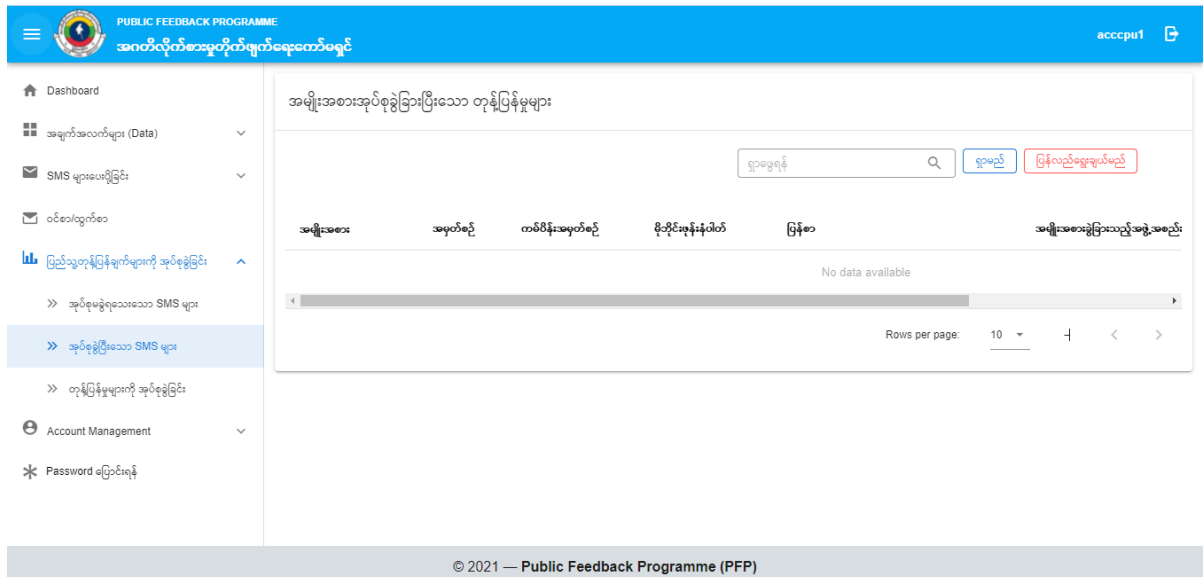 PUBLIC FEEDBACK PROGRAMME
အဂတိလိုက်စားမှုတိုက်ဖျက်ရေးကော်မရှင်
acccpu1
Dashboard
အချက်အလက်များ (Data)
SMS များပေးပို့ခြင်း
ဝင်စာ/ထွက်စာ
ပြည်သူ့တုန့်ပြန်ချက်များကို အုပ်စုခွဲခြင်း
အုပ်စုမခွဲရသေးသော SMS များ
အုပ်စုခွဲပြီးသော SMS များ
တုန့်ပြန်မှုများကို အုပ်စုခွဲခြင်း
Account Management
Password ပြောင်းရန်
အမျိုးအစားအုပ်စုခွဲခြားပြီးသော တုန့်ပြန်မှုများ
ရှာဖွေရန်
ရှာမည်
ပြန်လည်ရွေးချယ်မည်
အမျိုးအစား အမှတ်စဉ် ကမ်ပိန်းအမှတ်စဉ် မိုဘိုင်းဖုန်းနံပါတ် ပြန်စာ အမျိုးအစားခွဲခြားသည့်အဖွဲ့အစည်း
No data available
Rows per page: 10
© 2021 — Public Feedback Programme (PFP)